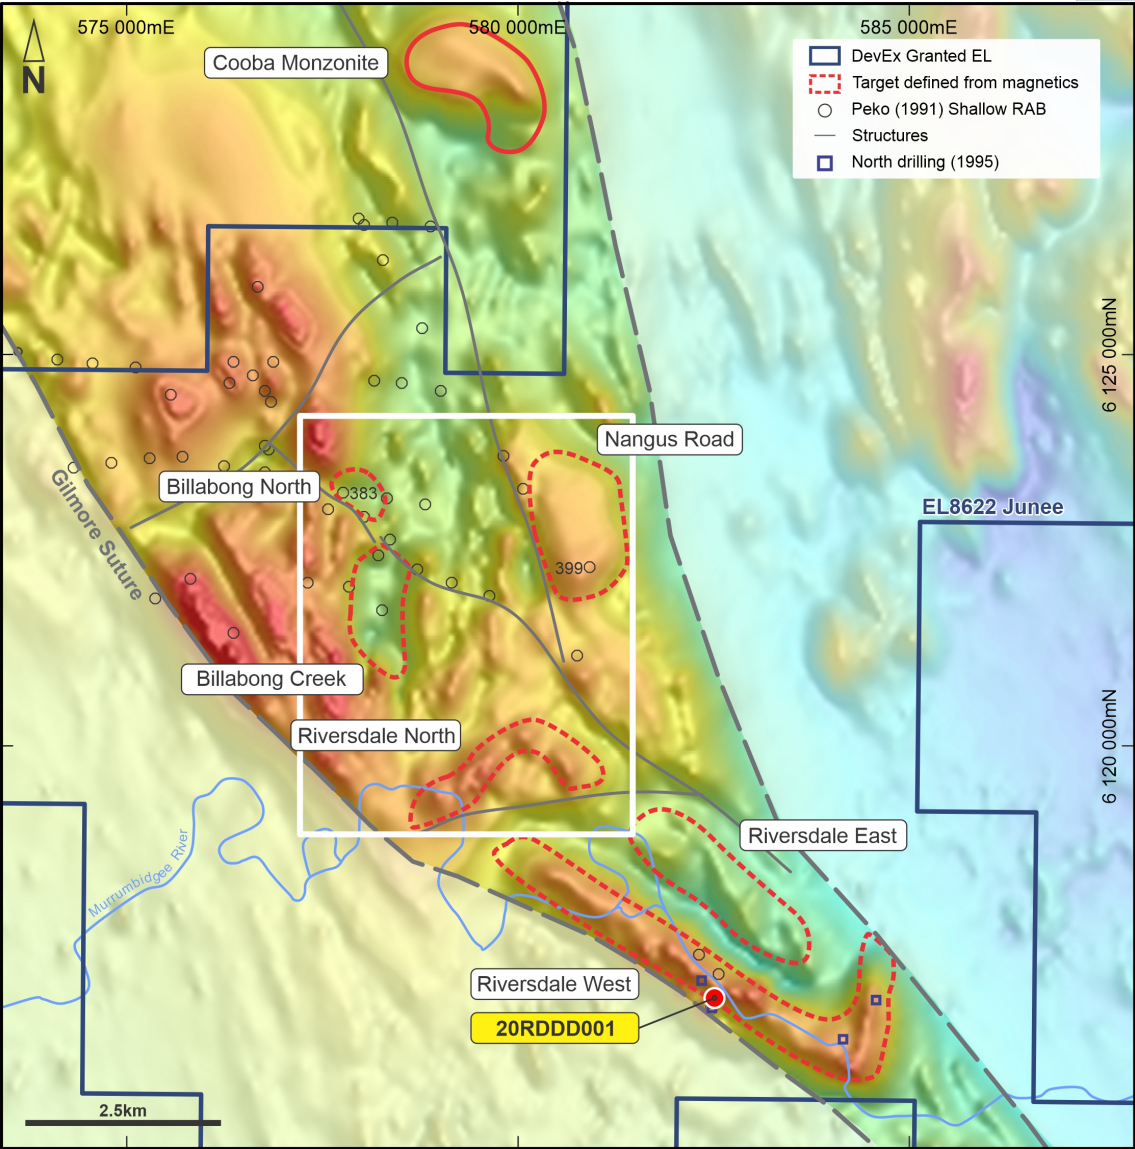 575 000mE
580 000mE
585 000mE
N
Cooba Monzonite
DevEx Granted EL
Target defined from magnetics
Peko (1991) Shallow RAB
Structures
North drilling (1995)
6 125 000mN
Nangus Road
Billabong North
383
EL8622 Junee
Gilmore Suture
399
Billabong Creek
Riversdale North
6 120 000mN
Riversdale East
Murrumbidgee River
Riversdale West
20RDDD001
2.5km